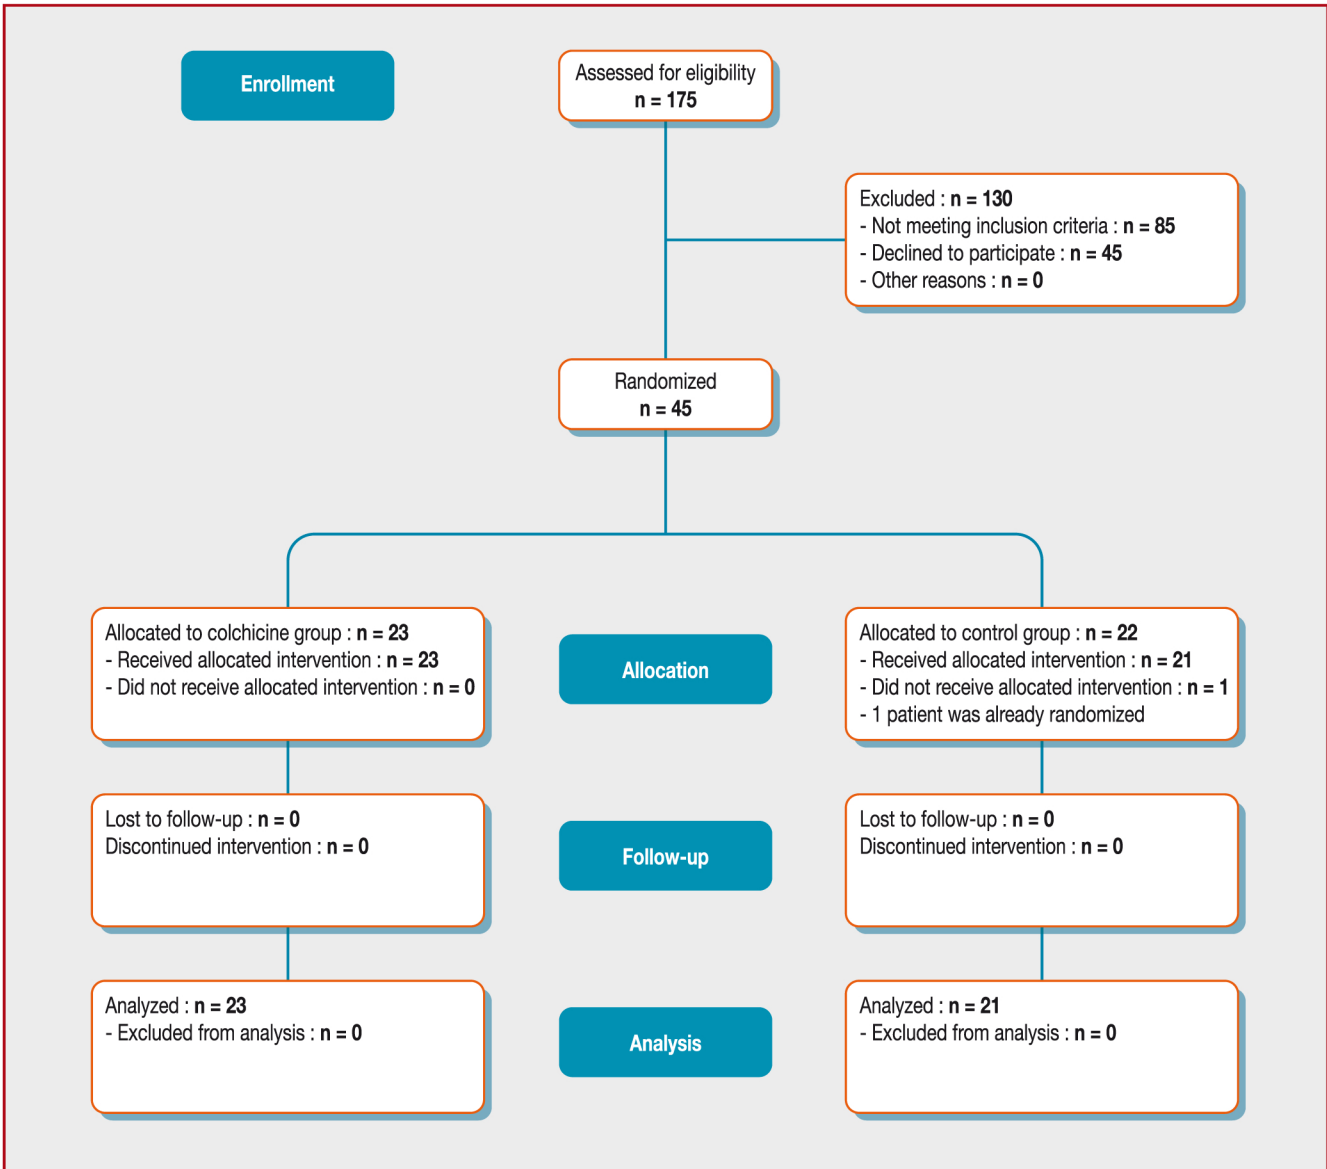 Enrollment
Assessed for eligibility
n = 175
Excluded : n = 130
- Not meeting inclusion criteria : n = 85
- Declined to participate : n = 45
- Other reasons : n = 0
Randomized
n = 45
Allocated to colchicine group : n = 23
- Received allocated intervention : n = 23
- Did not receive allocated intervention : n = 0
Allocation
Allocated to control group : n = 22
- Received allocated intervention : n = 21
- Did not receive allocated intervention : n = 1
- 1 patient was already randomized
Lost to follow-up : n = 0
Discontinued intervention : n = 0
Follow-up
Lost to follow-up : n = 0
Discontinued intervention : n = 0
Analyzed : n = 23
- Excluded from analysis : n = 0
Analysis
Analyzed : n = 21
- Excluded from analysis : n = 0